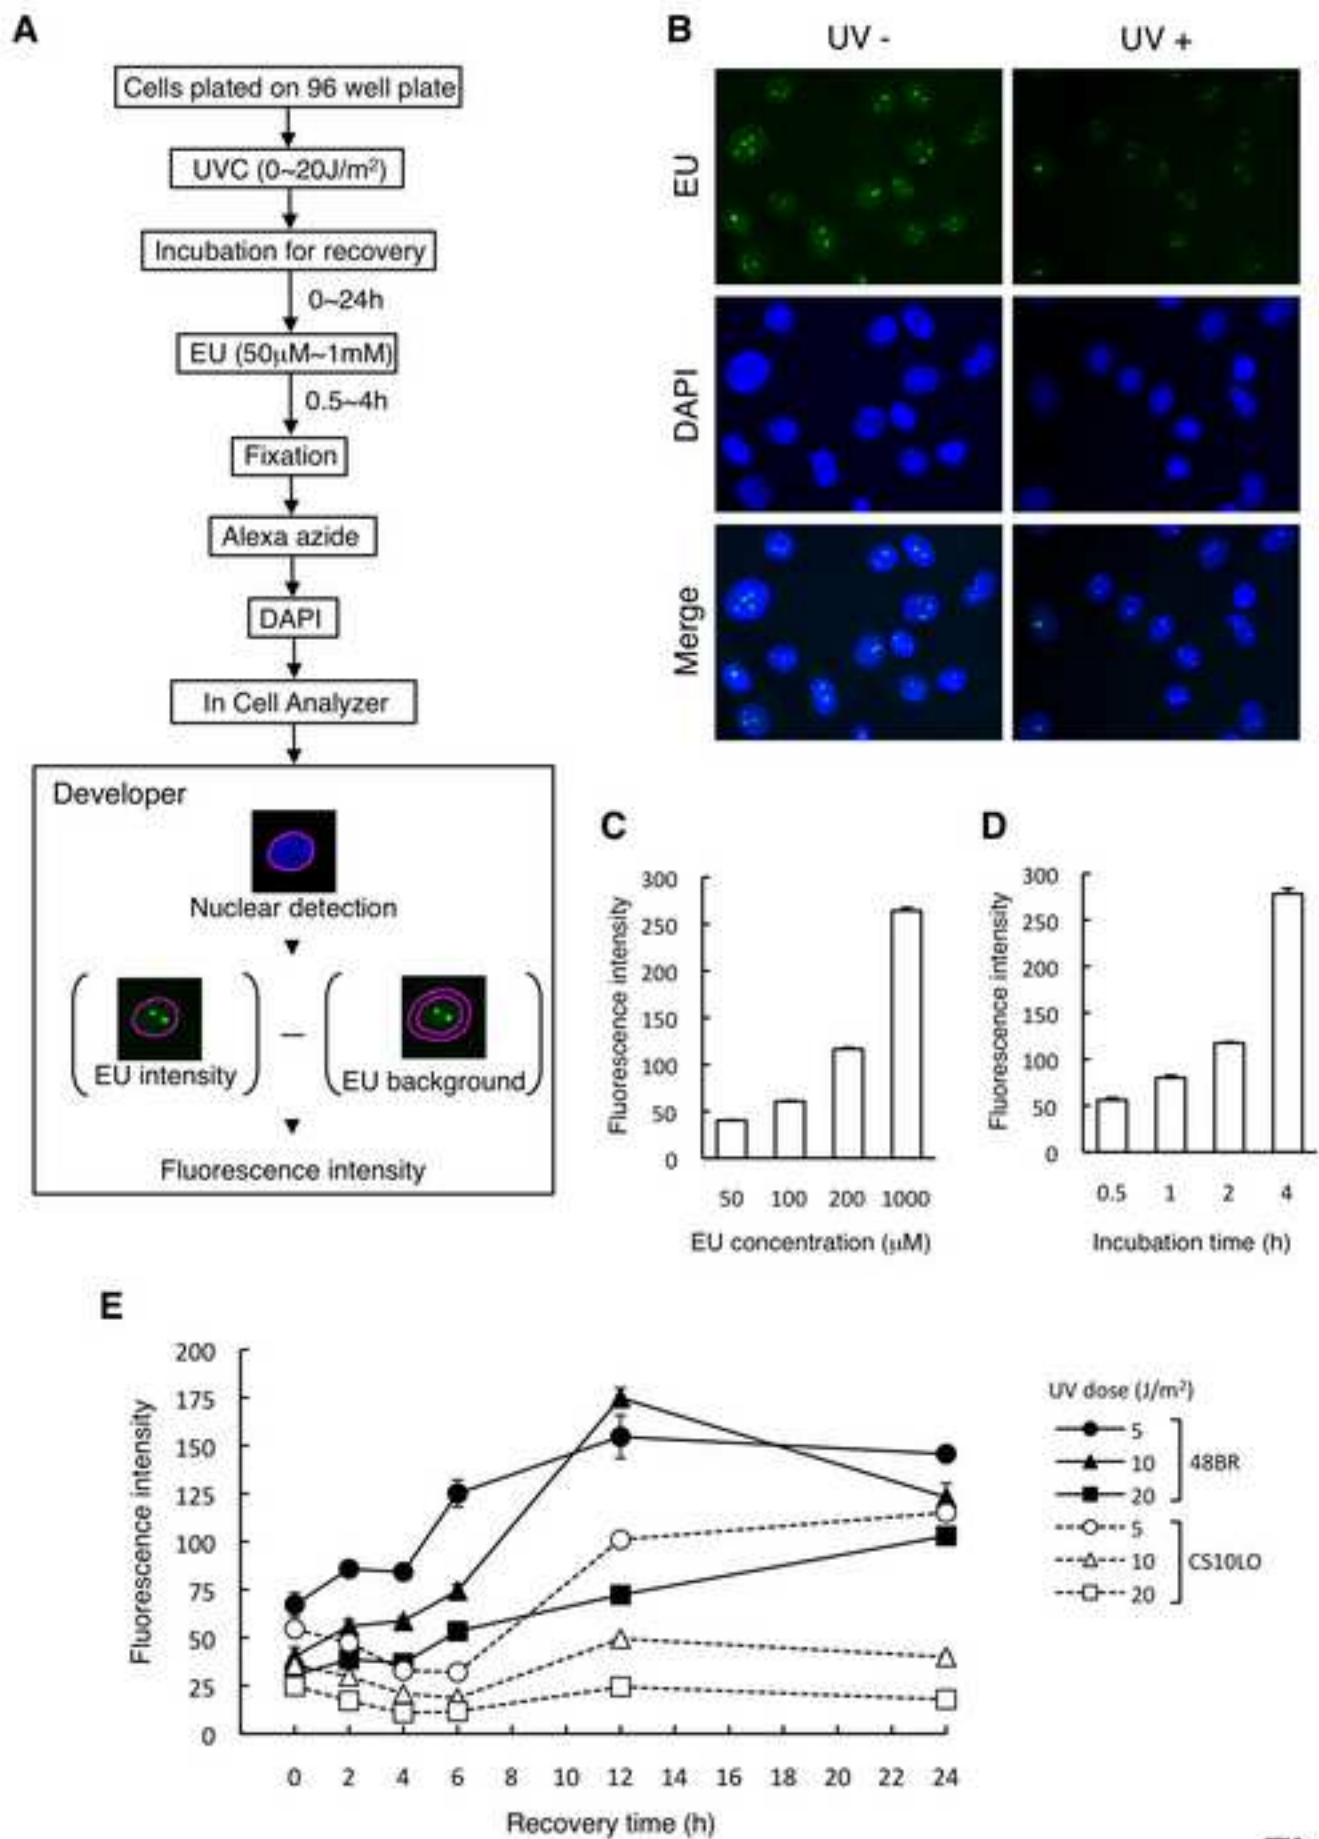 A
Cells plated on 96 well plate
UVC (0~20J/m²)
Incubation for recovery
0~24h
EU (50μM~1mM)
0.5~4h
Fixation
Alexa azide
DAPI
In Cell Analyzer
Developer
Nuclear detection
EU intensity
−
EU background
Fluorescence intensity
B
UV -
UV +
EU
DAPI
Merge
C
Fluorescence intensity
300
250
200
150
100
50
0
50 100 200 1000
EU concentration (μM)
D
Fluorescence intensity
300
250
200
150
100
50
0
0.5 1 2 4
Incubation time (h)
E
Fluorescence intensity
200
175
150
125
100
75
50
25
0
0 2 4 6 8 10 12 14 16 18 20 22 24
Recovery time (h)
UV dose (J/m²)
5
10
20
48BR
5
10
20
CS10LO